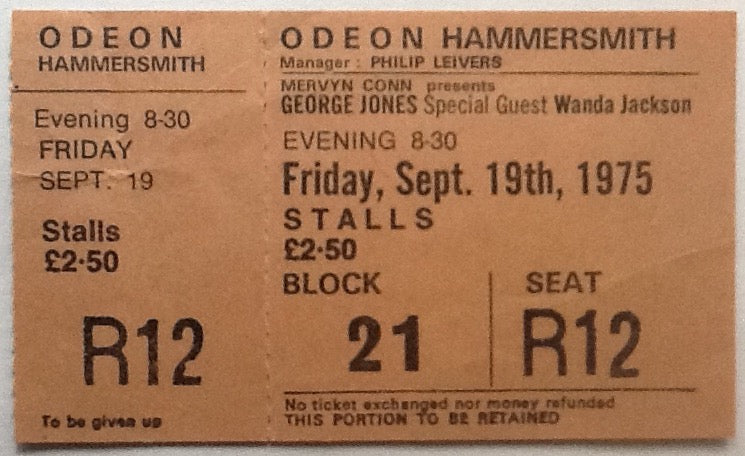 ODEON
HAMMERSMITH
Evening 8-30
FRIDAY
SEPT. 19
Stalls
£2·50
R12
To be given up
ODEON HAMMERSMITH
Manager : PHILIP LEIVERS
MERVYN CONN presents
GEORGE JONES Special Guest Wanda Jackson
EVENING 8-30
Friday, Sept. 19th, 1975
STALLS
£2·50
BLOCK SEAT
21 R12
No ticket exchanged nor money refunded
THIS PORTION TO BE RETAINED